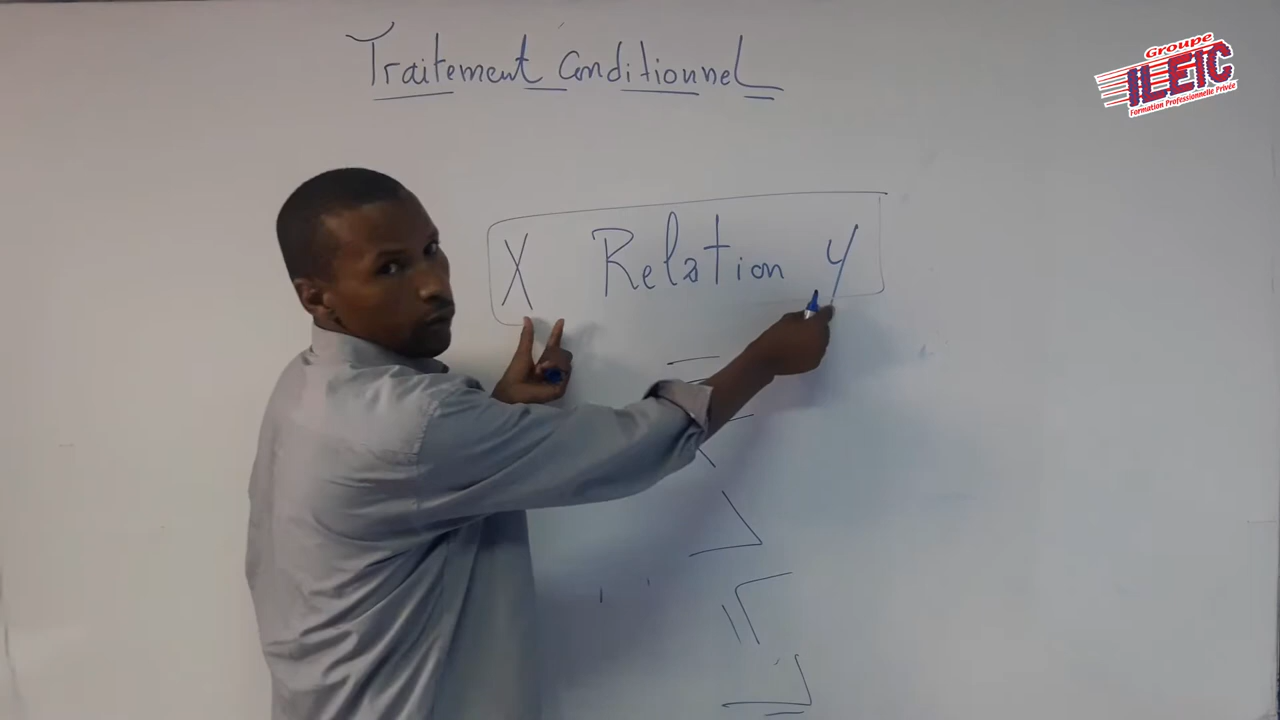 Traitement Conditionnel
Groupe
ILEIC
Formation Professionnelle Privée
X Relation Y